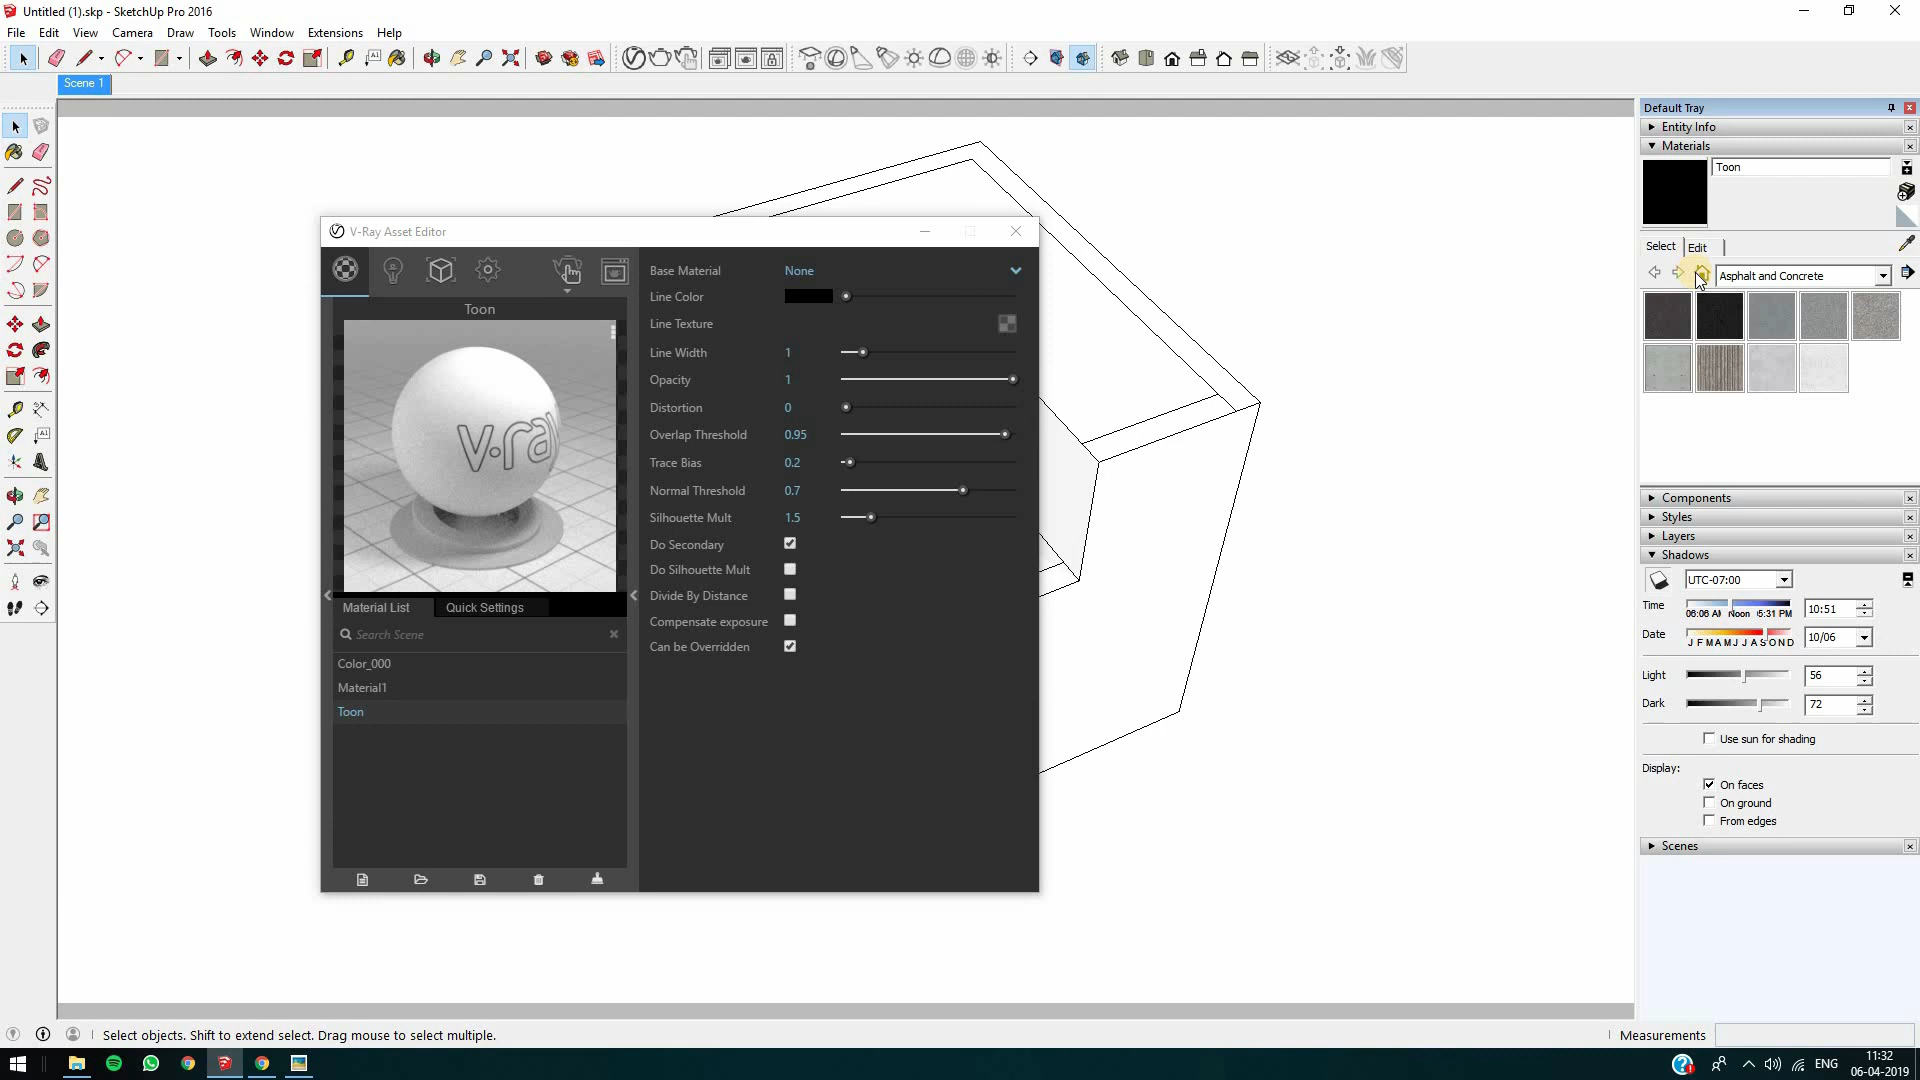 Untitled (1).skp - SketchUp Pro 2016
File Edit View Camera Draw Tools Window Extensions Help
Scene 1
Default Tray
Entity Info
Materials
Toon
Select Edit
Asphalt and Concrete
V-Ray Asset Editor
Toon
v·ray
Material List Quick Settings
Search Scene
Color_000
Material1
Toon
Base Material None
Line Color
Line Texture
Line Width 1
Opacity 1
Distortion 0
Overlap Threshold 0.95
Trace Bias 0.2
Normal Threshold 0.7
Silhouette Mult 1.5
Do Secondary
Do Silhouette Mult
Divide By Distance
Compensate exposure
Can be Overridden
Components
Styles
Layers
Shadows
UTC-07:00
Time 06:06 AM Noon 05:31 PM 10:51
Date J F M A M J J A S O N D 10/06
Light 56
Dark 72
Use sun for shading
Display:
On faces
On ground
From edges
Scenes
Select objects. Shift to extend select. Drag mouse to select multiple.
Measurements
ENG
11:32
06-04-2019